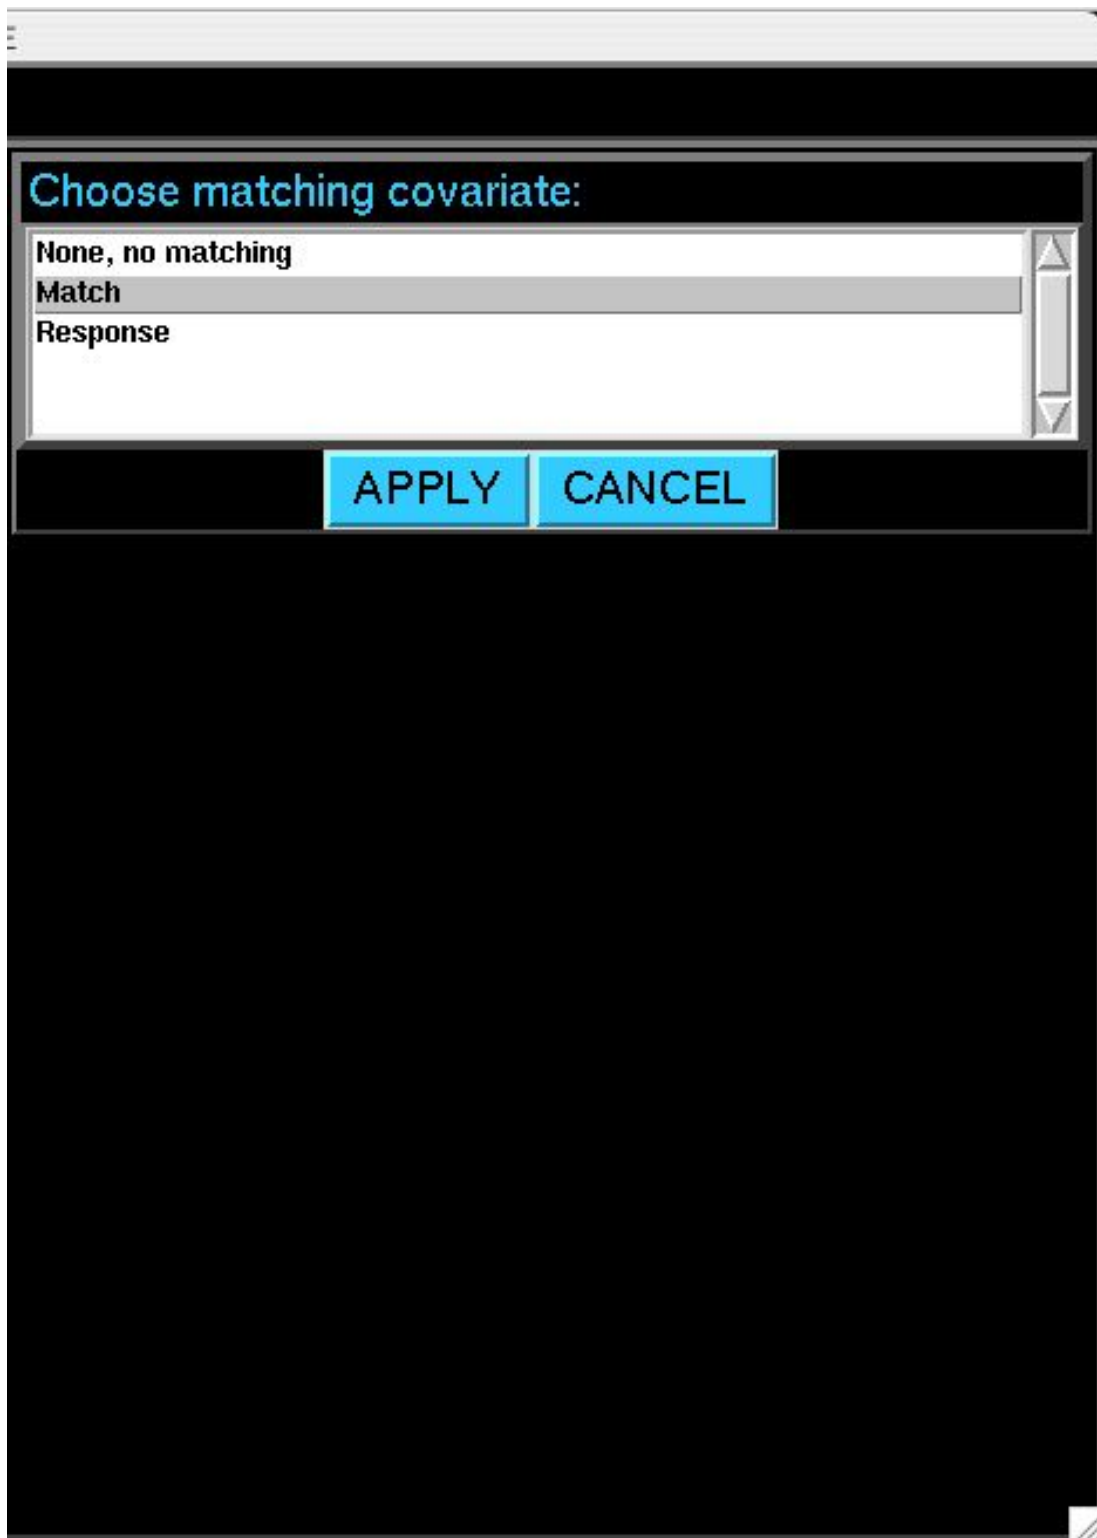 Choose matching covariate:
None, no matching
Match
Response
APPLY CANCEL